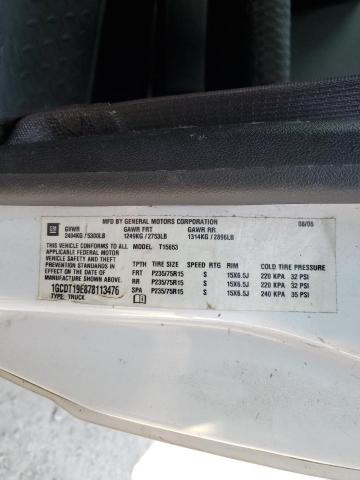 MFD BY GENERAL MOTORS CORPORATION
08/06
GM GVWR GAWR FRT GAWR RR
2404KG / 5300LB 1249KG / 2753LB 1314KG / 2896LB
THIS VEHICLE CONFORMS TO ALL MODEL: T15653
APPLICABLE FEDERAL MOTOR
VEHICLE SAFETY, BUMPER, AND
THEFT PREVENTION STANDARDS IN
EFFECT ON THE DATE OF
MANUFACTURE SHOWN ABOVE.
1GCDT19E878113476
TYPE: TRUCK
TPTH TIRE SIZE SPEED RTG RIM COLD TIRE PRESSURE
FRT P235/75R15 S 15X6.5J 220 KPA 32 PSI
RR P235/75R15 S 15X6.5J 220 KPA 32 PSI
SPA P235/75R15 S 15X6.5J 240 KPA 35 PSI